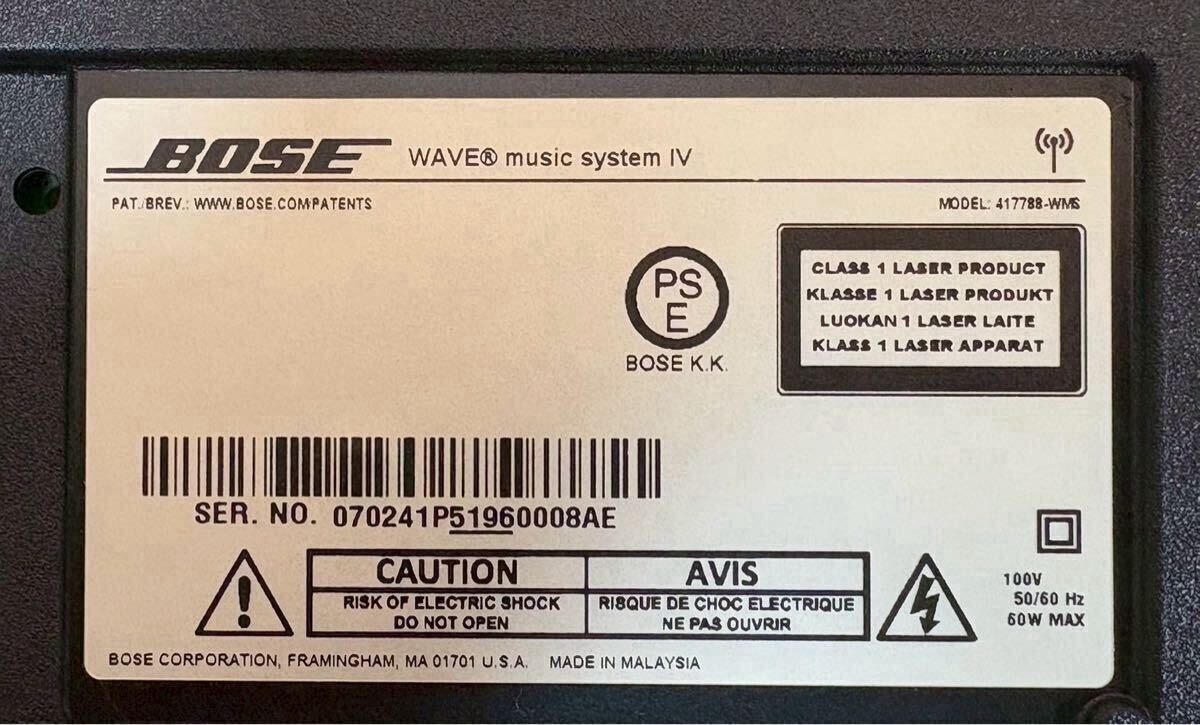 BOSE WAVE® music system IV
PAT./BREV.: WWW.BOSE.COM/PATENTS
MODEL: 417788-WMS
PS
E
BOSE K.K.
CLASS 1 LASER PRODUCT
KLASSE 1 LASER PRODUKT
LUOKAN 1 LASER LAITE
KLASS 1 LASER APPARAT
SER. NO. 070241P51960008AE
CAUTION
RISK OF ELECTRIC SHOCK
DO NOT OPEN
AVIS
RISQUE DE CHOC ELECTRIQUE
NE PAS OUVRIR
100V
50/60 Hz
60W MAX
BOSE CORPORATION, FRAMINGHAM, MA 01701 U.S.A. MADE IN MALAYSIA